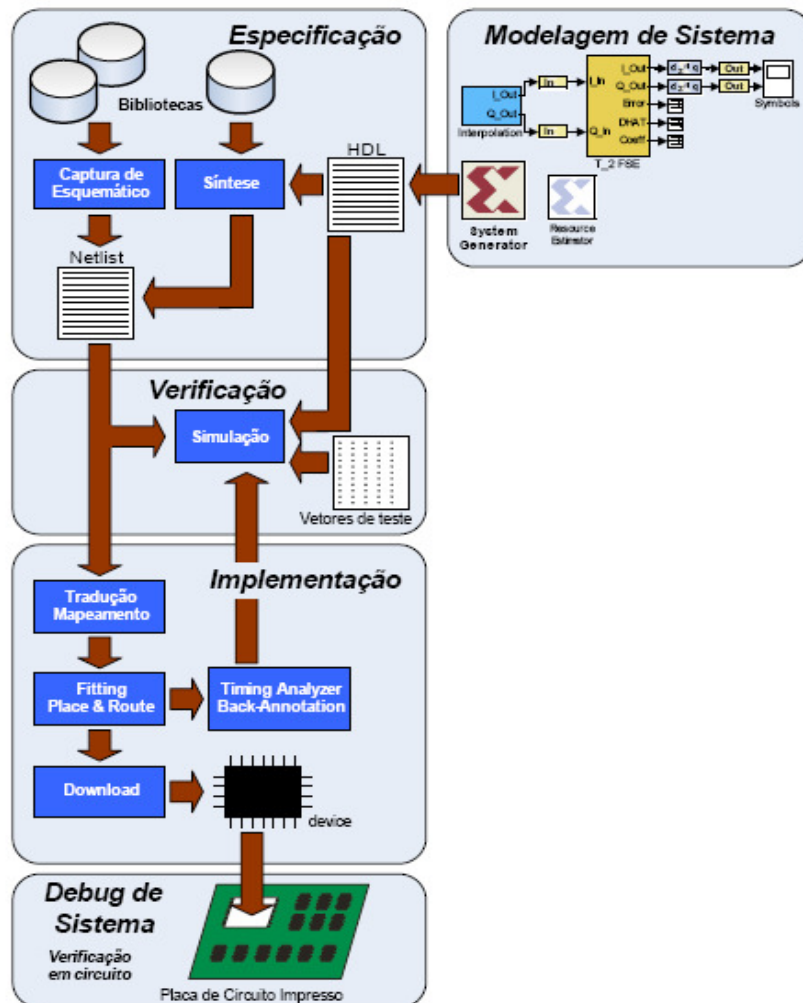 Especificação
Bibliotecas
Captura de
Esquemático
Síntese
HDL
Netlist
Modelagem de Sistema
I_Out
Q_Out
Interpolation
In
In
I_In
Q_In
I_Out
Q_Out
Error
DHAT
Coeff
T_2 FSE
Out
Out
Symbols
System
Generator
Resource
Estimator
Verificação
Simulação
Vetores de teste
Implementação
Tradução
Mapeamento
Fitting
Place & Route
Timing Analyzer
Back-Annotation
Download
device
Debug de
Sistema
Verificação
em circuito
Placa de Circuito Impresso